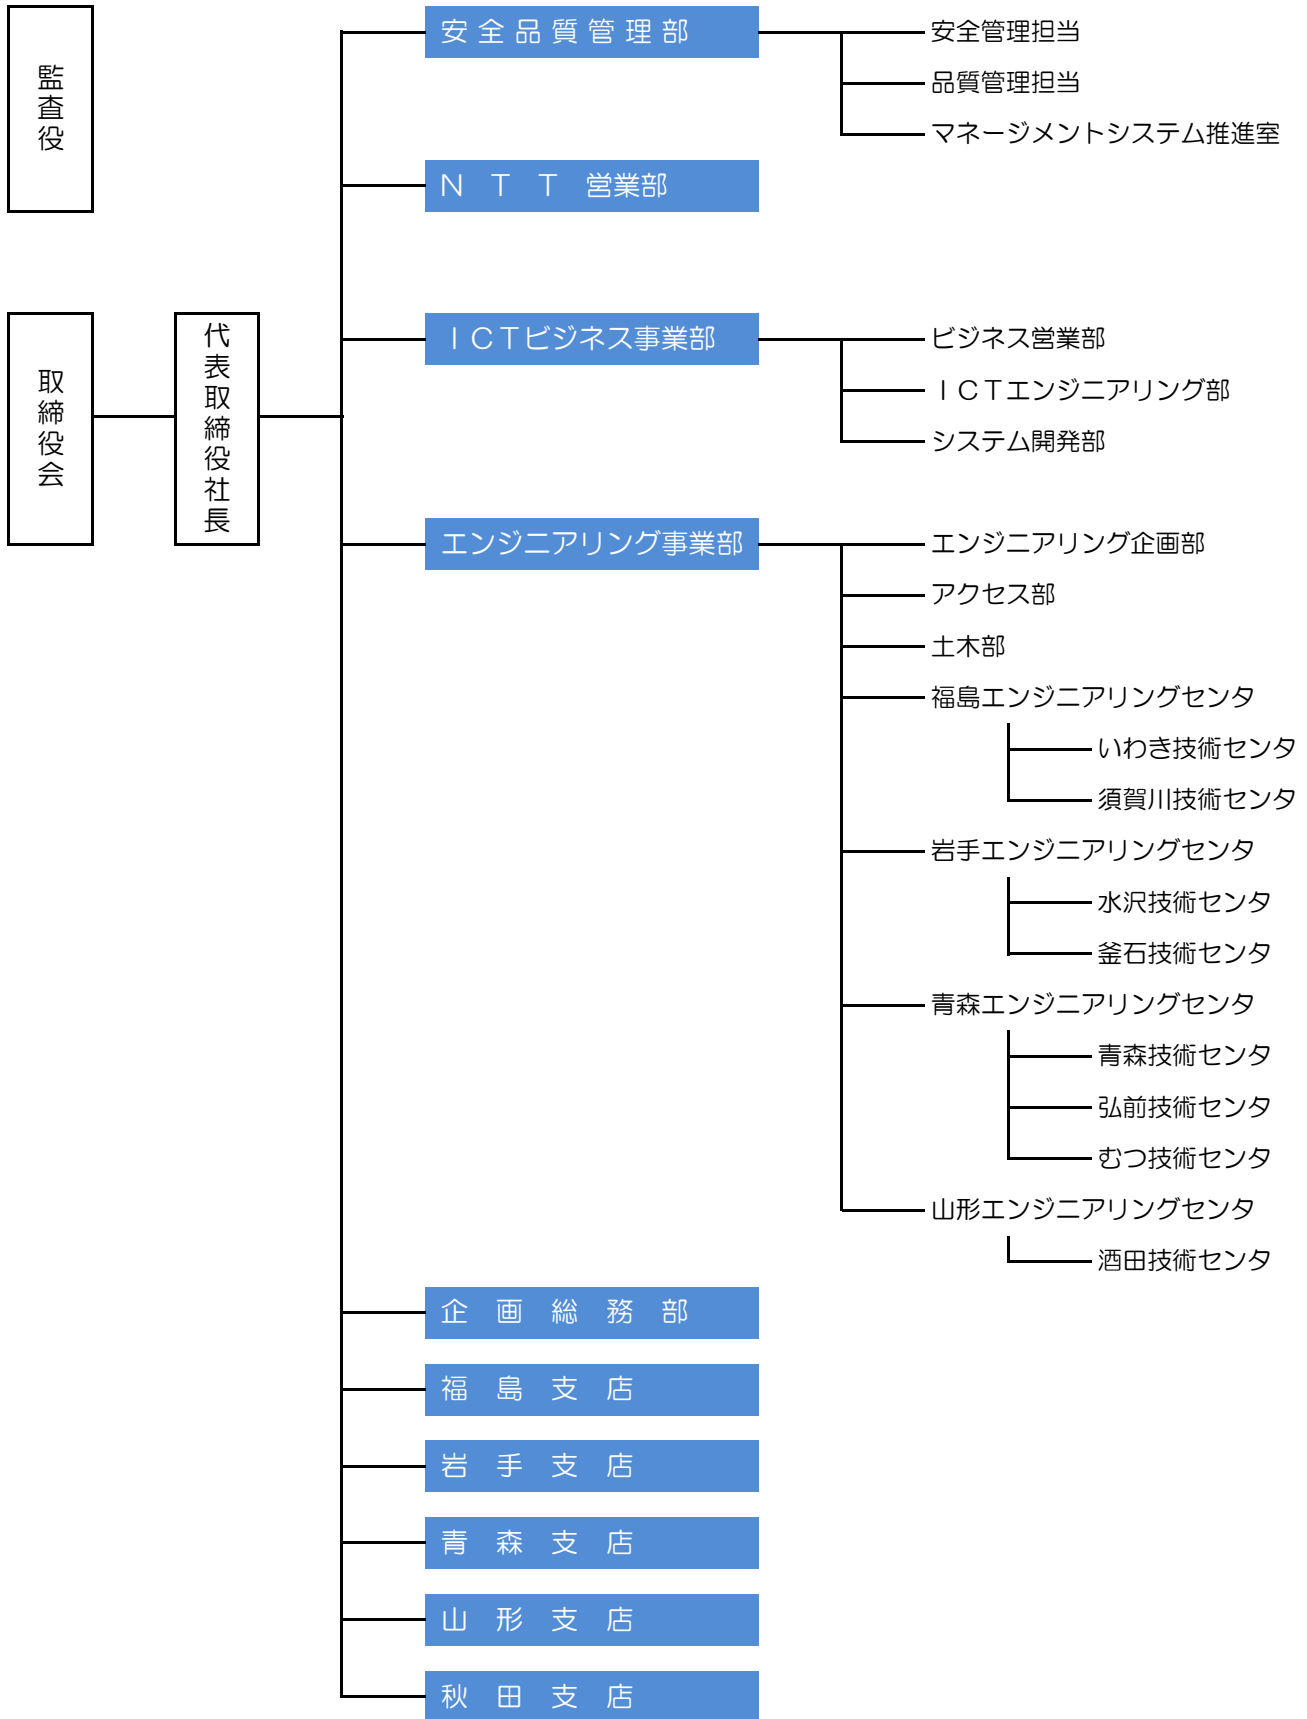 監査役
取締役会
代表取締役社長
安全品質管理部
安全管理担当
品質管理担当
マネージメントシステム推進室
ＮＴＴ 営業部
ＩＣＴビジネス事業部
ビジネス営業部
ＩＣＴエンジニアリング部
システム開発部
エンジニアリング事業部
エンジニアリング企画部
アクセス部
土木部
福島エンジニアリングセンタ
いわき技術センタ
須賀川技術センタ
岩手エンジニアリングセンタ
水沢技術センタ
釜石技術センタ
青森エンジニアリングセンタ
青森技術センタ
弘前技術センタ
むつ技術センタ
山形エンジニアリングセンタ
酒田技術センタ
企画総務部
福島支店
岩手支店
青森支店
山形支店
秋田支店